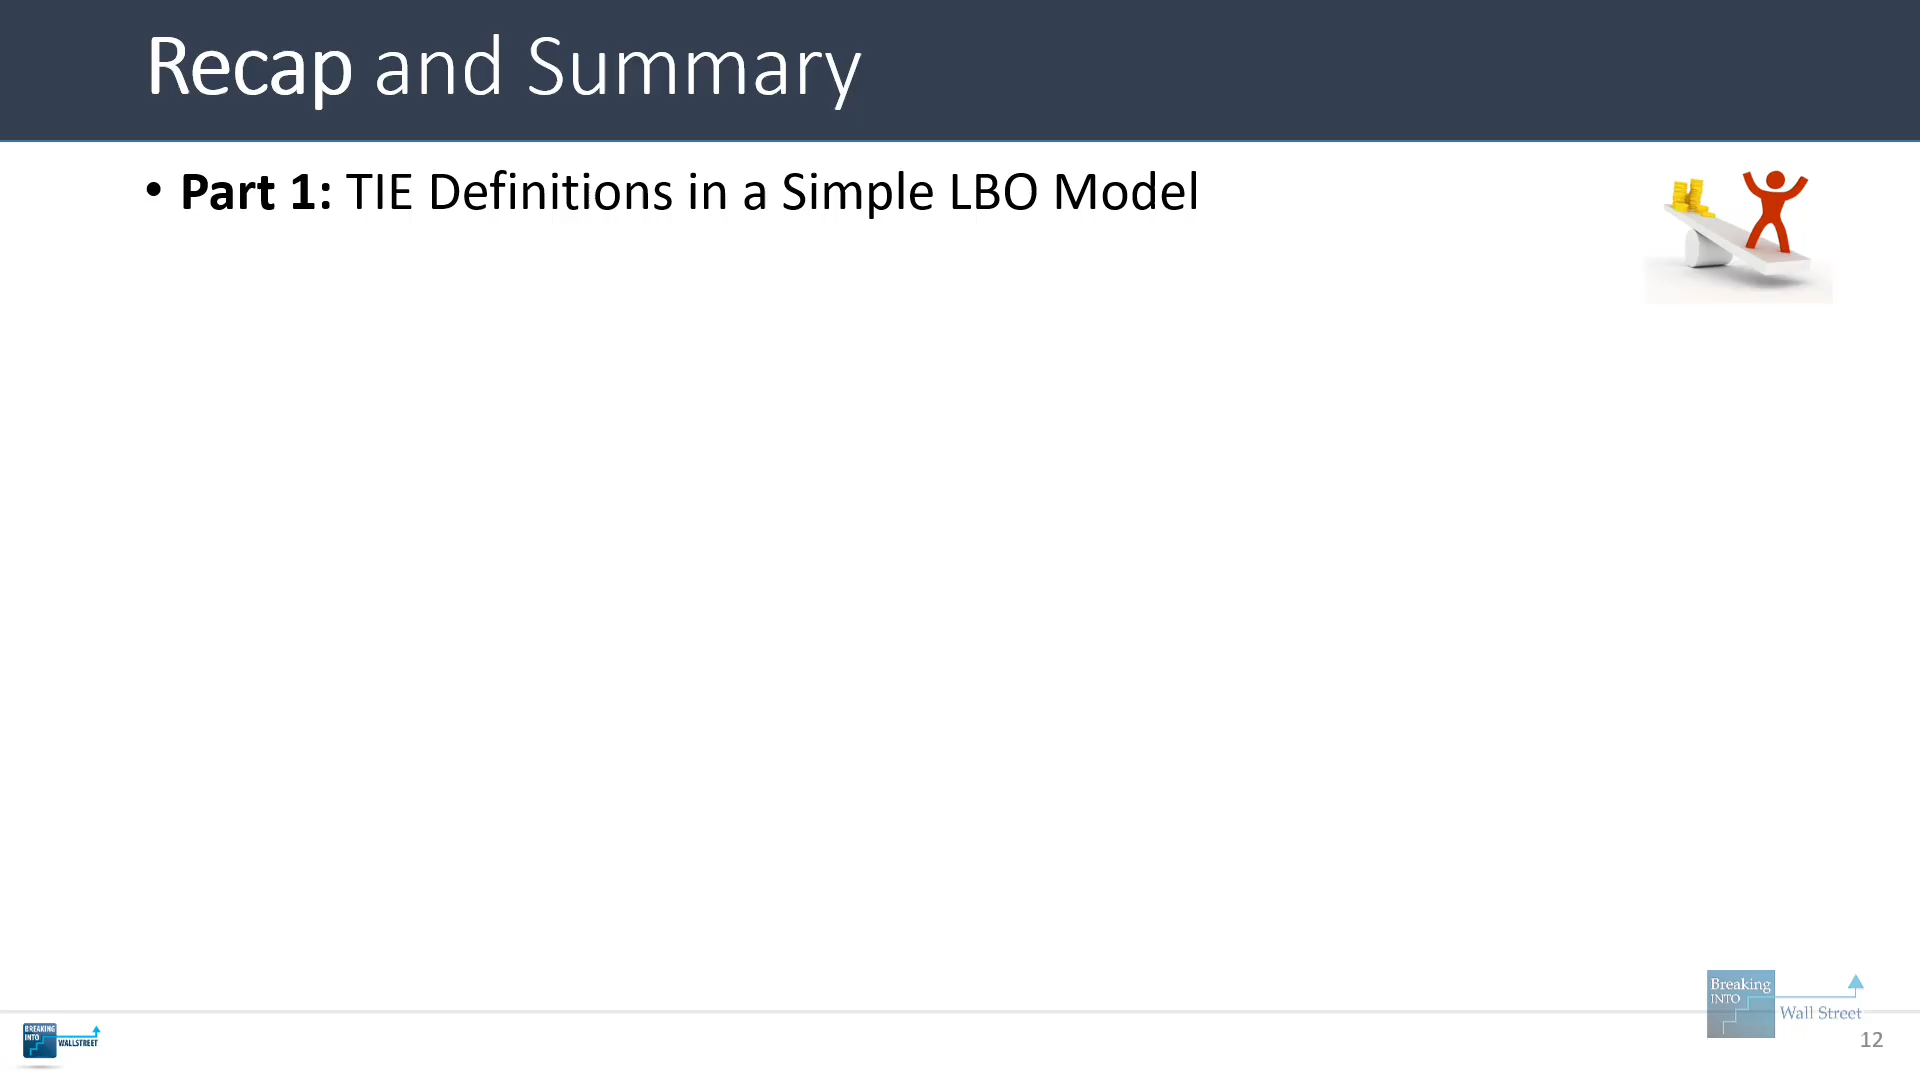 Recap and Summary
• Part 1: TIE Definitions in a Simple LBO Model
Breaking
INTO
Wall Street
BREAKING
INTO
WALLSTREET
12